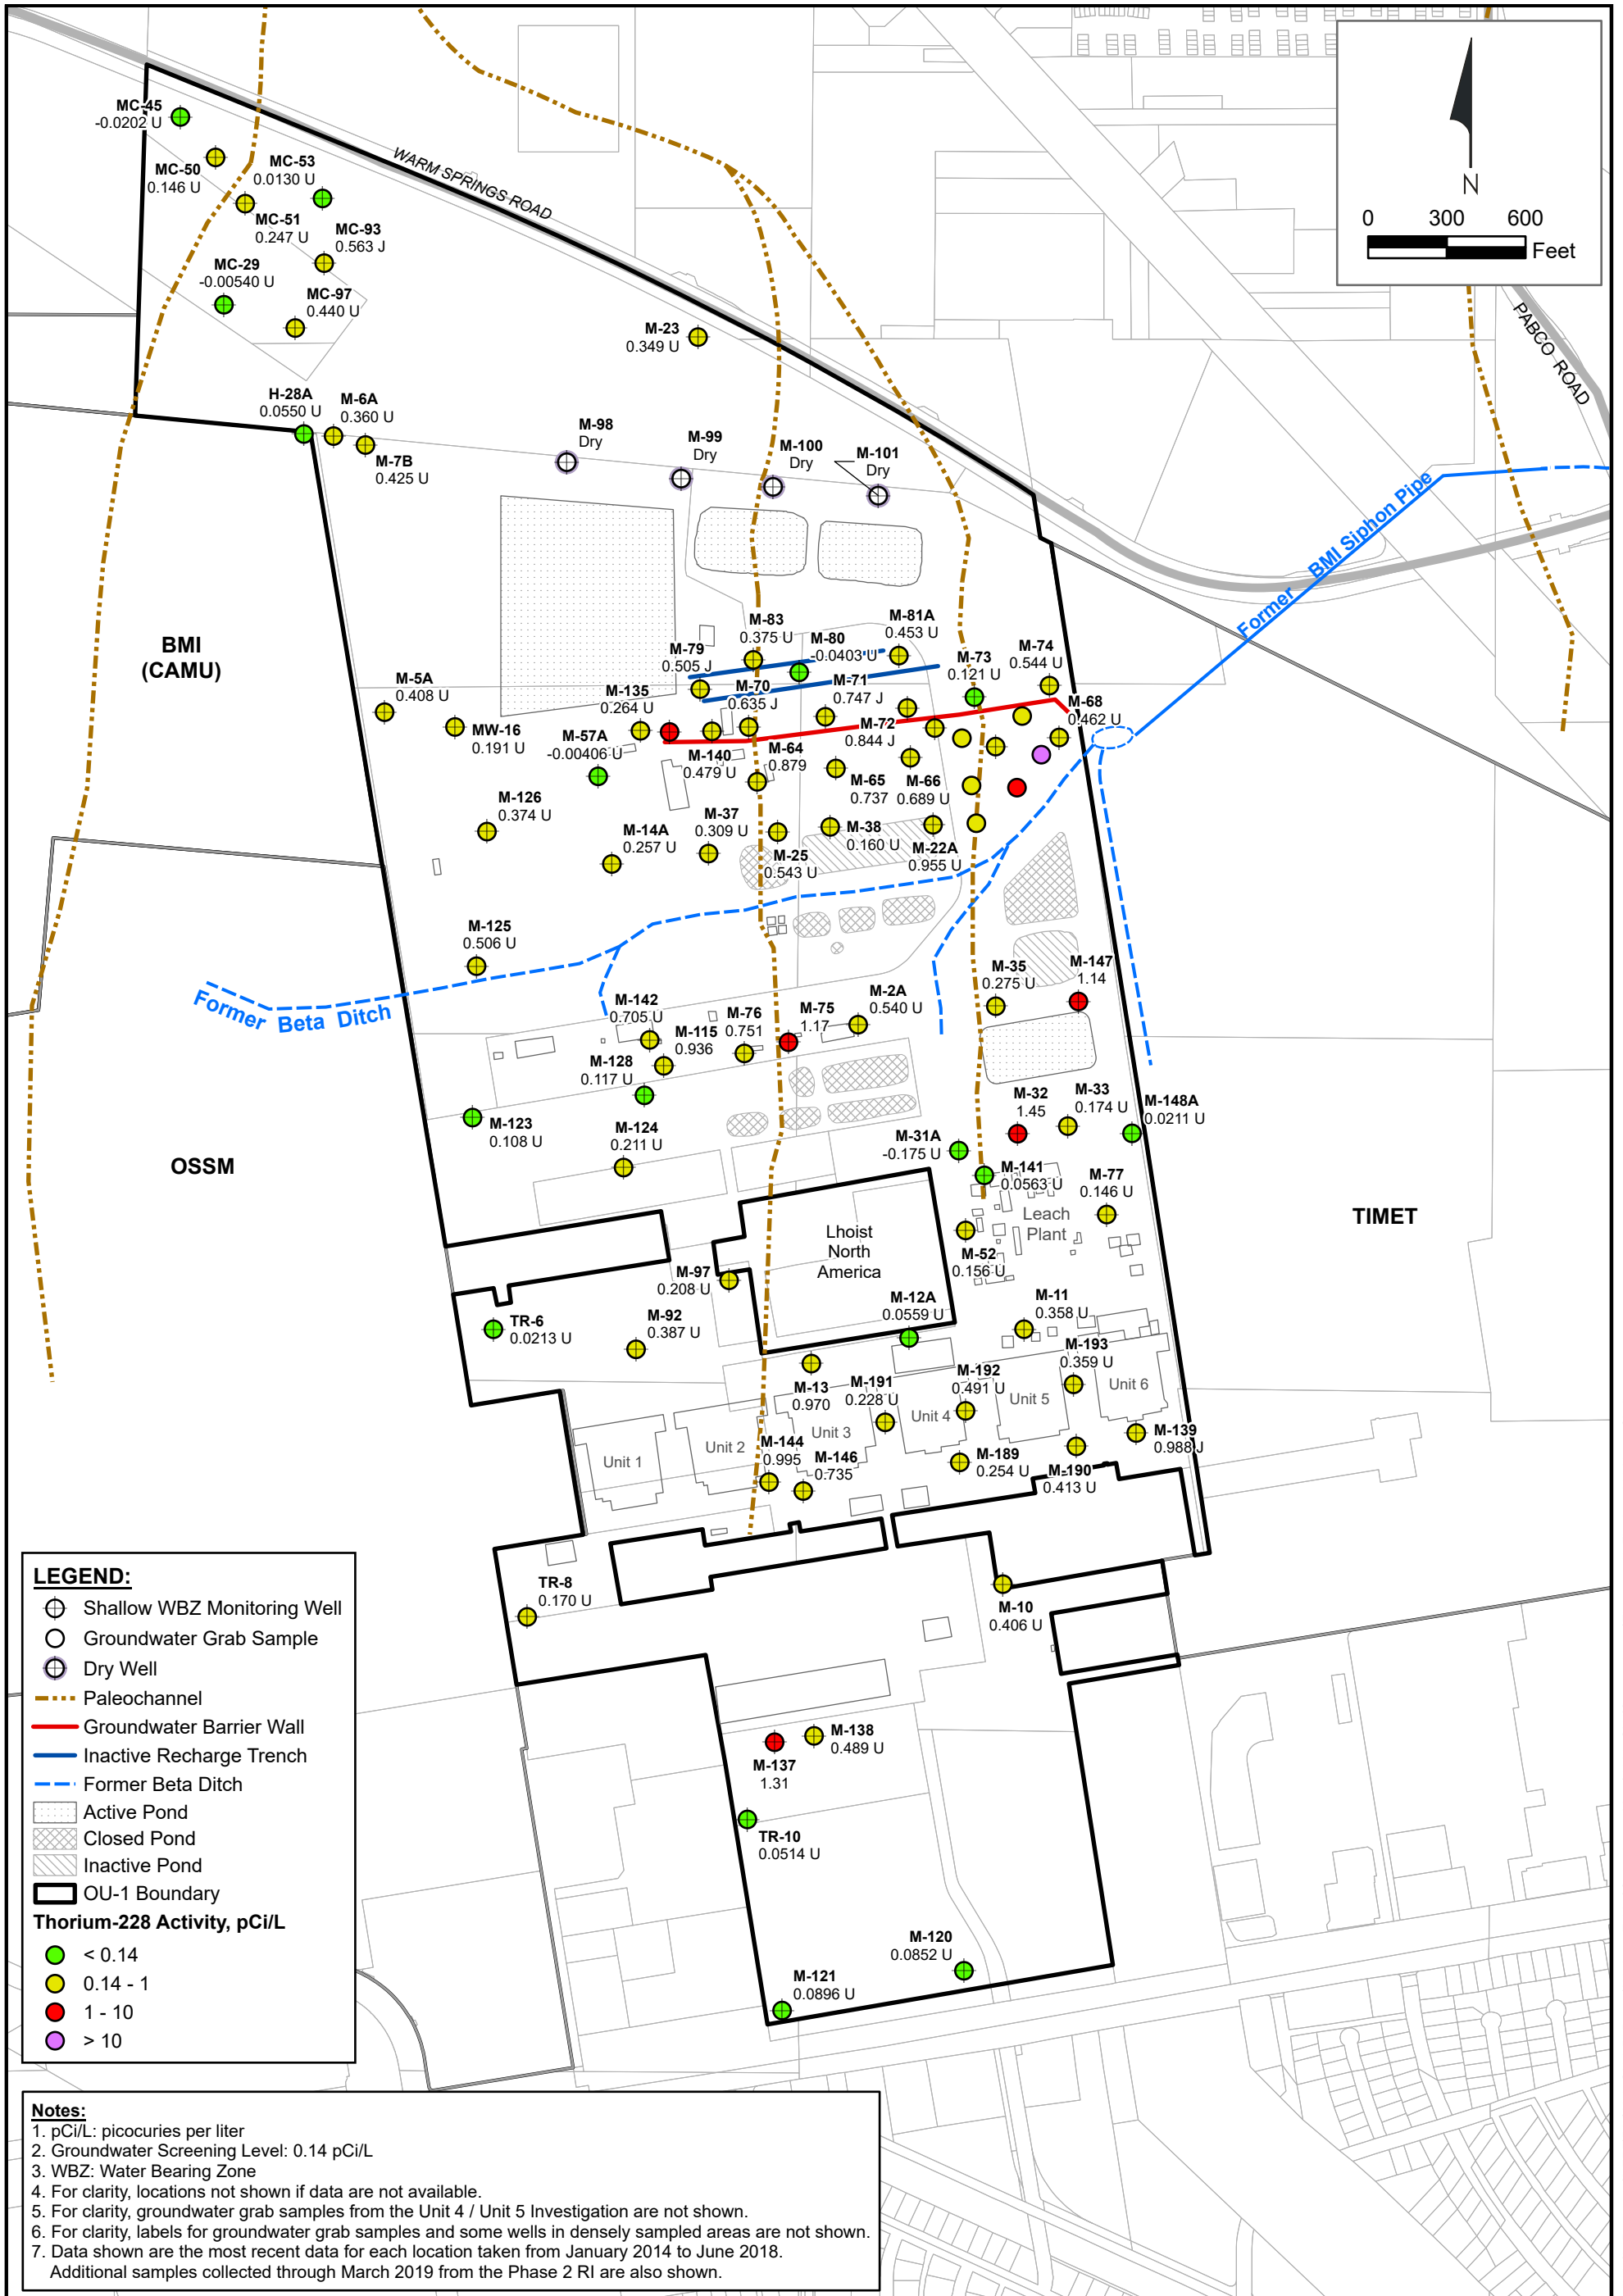 MC-45
-0.0202 U
MC-50
0.146 U
MC-53
0.0130 U
MC-51
0.247 U
MC-93
0.563 J
MC-29
-0.00540 U
MC-97
0.440 U
WARM SPRINGS ROAD
N
0 300 600
Feet
PABCO ROAD
M-23
0.349 U
H-28A
0.0550 U
M-6A
0.360 U
M-7B
0.425 U
M-98
Dry
M-99
Dry
M-100
Dry
M-101
Dry
Former BMI Siphon Pipe
BMI
(CAMU)
M-83
0.375 U
M-81A
0.453 U
M-80
-0.0403 U
M-79
0.505 J
M-73
0.121 U
M-74
0.544 U
M-5A
0.408 U
M-135
0.264 U
M-70
0.635 J
M-71
0.747 J
M-68
0.462 U
MW-16
0.191 U
M-57A
-0.00406 U
M-72
0.844 J
M-140
0.479 U
M-64
0.879
M-65
0.737
M-66
0.689 U
M-126
0.374 U
M-37
0.309 U
M-14A
0.257 U
M-38
0.160 U
M-25
0.543 U
M-22A
0.955 U
M-125
0.506 U
Former Beta Ditch
M-35
0.275 U
M-147
1.14
M-142
0.705 U
M-76
0.751
M-75
1.17
M-2A
0.540 U
M-115
0.936
M-128
0.117 U
M-123
0.108 U
M-124
0.211 U
M-32
1.45
M-33
0.174 U
M-148A
0.0211 U
M-31A
-0.175 U
M-141
0.0563 U
M-77
0.146 U
OSSM
TIMET
Leach
Plant
Lhoist
North
America
M-52
0.156 U
M-97
0.208 U
M-12A
0.0559 U
M-11
0.358 U
TR-6
0.0213 U
M-92
0.387 U
M-193
0.359 U
M-13
0.970
M-191
0.228 U
M-192
0.491 U
Unit 1
Unit 2
Unit 3
Unit 4
Unit 5
Unit 6
M-139
0.988 J
M-144
0.995
M-146
0.735
M-189
0.254 U
M-190
0.413 U
TR-8
0.170 U
M-10
0.406 U
M-138
0.489 U
M-137
1.31
TR-10
0.0514 U
M-120
0.0852 U
M-121
0.0896 U
LEGEND:
Shallow WBZ Monitoring Well
Groundwater Grab Sample
Dry Well
Paleochannel
Groundwater Barrier Wall
Inactive Recharge Trench
Former Beta Ditch
Active Pond
Closed Pond
Inactive Pond
OU-1 Boundary
Thorium-228 Activity, pCi/L
< 0.14
0.14 - 1
1 - 10
> 10
Notes:
1. pCi/L: picocuries per liter
2. Groundwater Screening Level: 0.14 pCi/L
3. WBZ: Water Bearing Zone
4. For clarity, locations not shown if data are not available.
5. For clarity, groundwater grab samples from the Unit 4 / Unit 5 Investigation are not shown.
6. For clarity, labels for groundwater grab samples and some wells in densely sampled areas are not shown.
7. Data shown are the most recent data for each location taken from January 2014 to June 2018.
Additional samples collected through March 2019 from the Phase 2 RI are also shown.